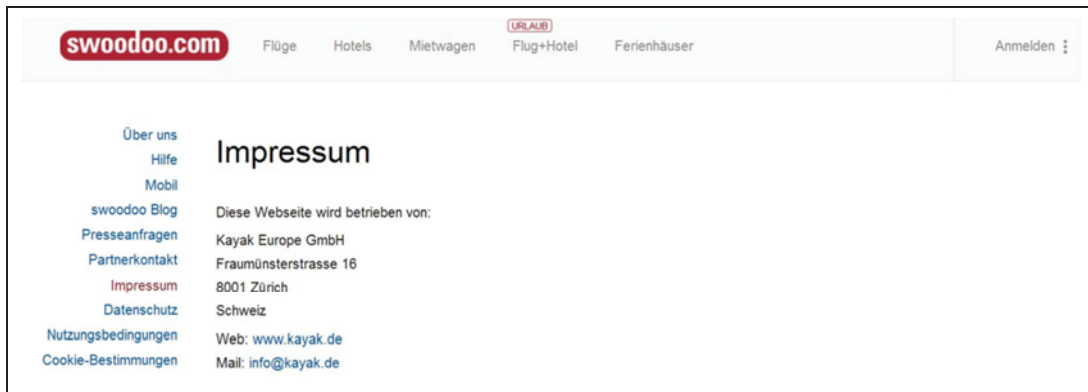 swoodoo.com
Flüge Hotels Mietwagen URLAUB Flug+Hotel Ferienhäuser Anmelden
Über uns
Hilfe
Mobil
swoodoo Blog
Presseanfragen
Partnerkontakt
Impressum
Datenschutz
Nutzungsbedingungen
Cookie-Bestimmungen
Impressum
Diese Webseite wird betrieben von:
Kayak Europe GmbH
Fraumünsterstrasse 16
8001 Zürich
Schweiz
Web: www.kayak.de
Mail: info@kayak.de